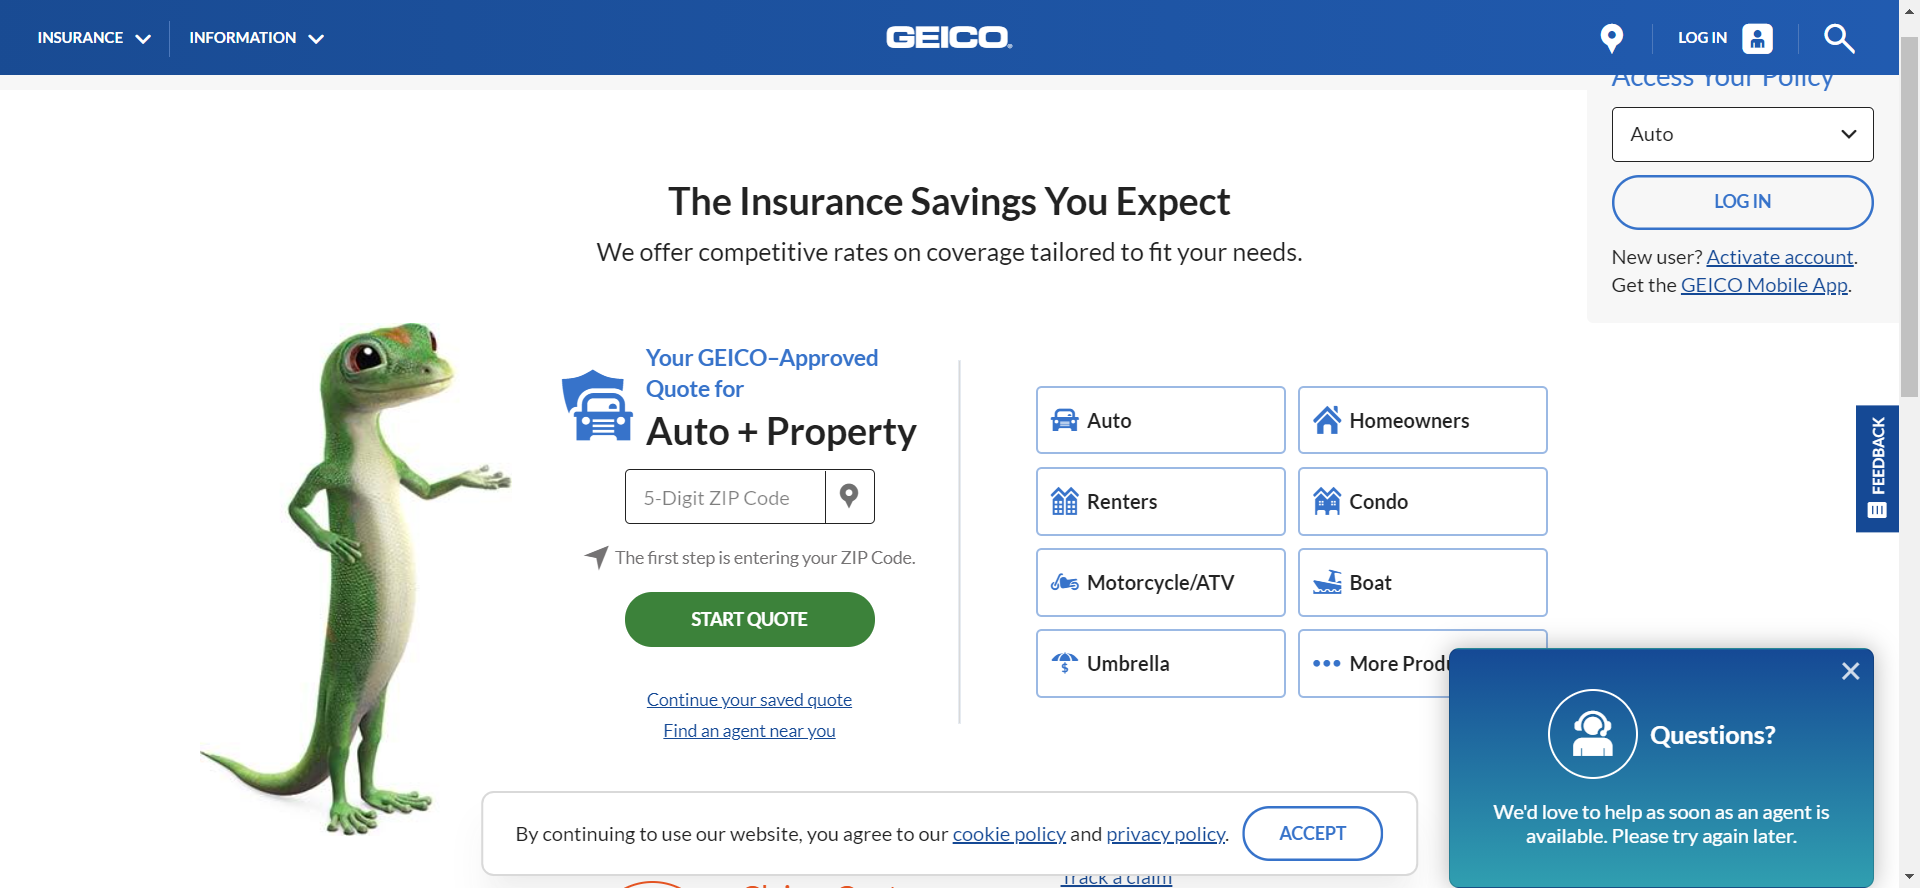 INSURANCE
INFORMATION
GEICO
LOG IN
Access Your Policy
Auto
LOG IN
New user? Activate account.
Get the GEICO Mobile App.
The Insurance Savings You Expect
We offer competitive rates on coverage tailored to fit your needs.
Your GEICO–Approved
Quote for
Auto + Property
5-Digit ZIP Code
The first step is entering your ZIP Code.
START QUOTE
Continue your saved quote
Find an agent near you
Auto
Homeowners
Renters
Condo
Motorcycle/ATV
Boat
Umbrella
More Produ
FEEDBACK
Questions?
We'd love to help as soon as an agent is
available. Please try again later.
By continuing to use our website, you agree to our cookie policy and privacy policy.
ACCEPT
Track a claim